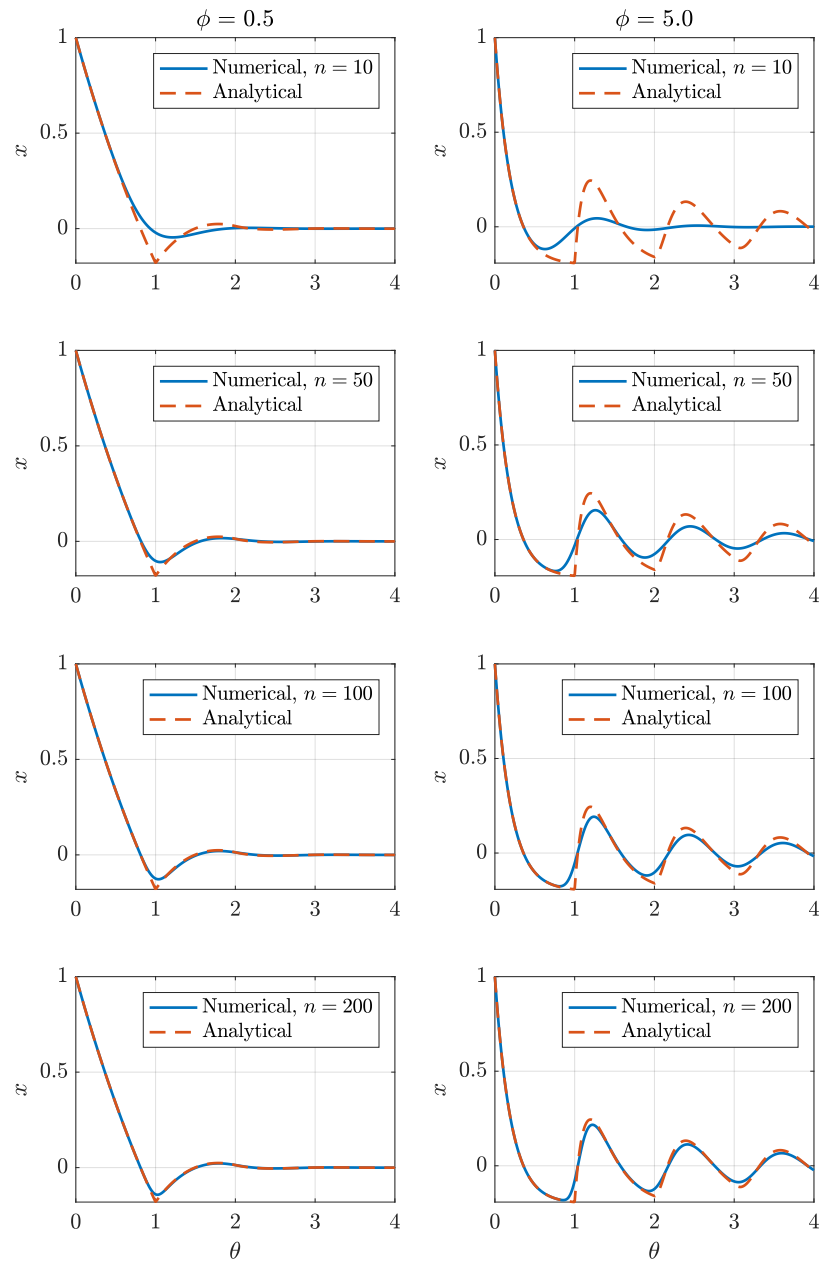 ϕ = 0.5
ϕ = 5.0
1
0.5
0
x
0 1 2 3 4
Numerical, n = 10
Analytical
1
0.5
0
x
0 1 2 3 4
Numerical, n = 10
Analytical
1
0.5
0
x
0 1 2 3 4
Numerical, n = 50
Analytical
1
0.5
0
x
0 1 2 3 4
Numerical, n = 50
Analytical
1
0.5
0
x
0 1 2 3 4
Numerical, n = 100
Analytical
1
0.5
0
x
0 1 2 3 4
Numerical, n = 100
Analytical
1
0.5
0
x
0 1 2 3 4
θ
Numerical, n = 200
Analytical
1
0.5
0
x
0 1 2 3 4
θ
Numerical, n = 200
Analytical